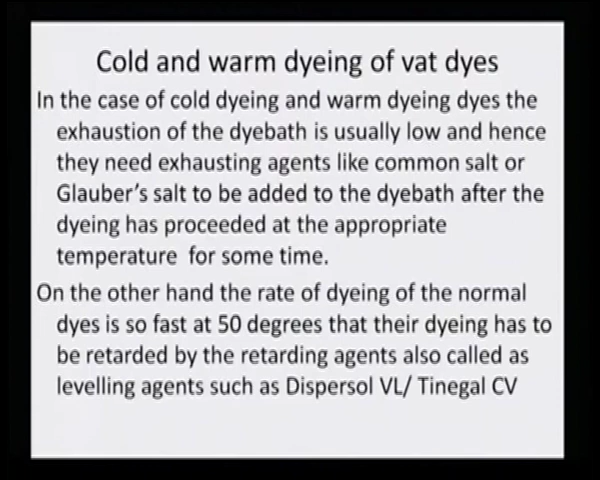 Cold and warm dyeing of vat dyes
In the case of cold dyeing and warm dyeing dyes the
exhaustion of the dyebath is usually low and hence
they need exhausting agents like common salt or
Glauber's salt to be added to the dyebath after the
dyeing has proceeded at the appropriate
temperature for some time.
On the other hand the rate of dyeing of the normal
dyes is so fast at 50 degrees that their dyeing has to
be retarded by the retarding agents also called as
levelling agents such as Dispersol VL/ Tinegal CV